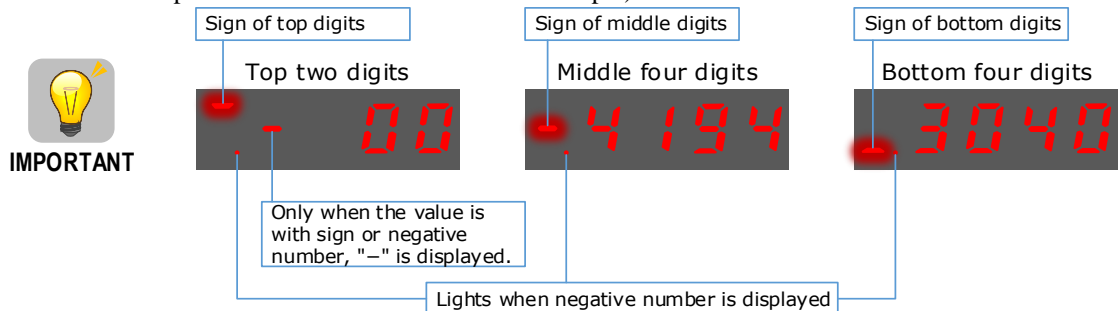 Sign of top digits
Sign of middle digits
Sign of bottom digits
Top two digits
Middle four digits
Bottom four digits
- 00
4194
3040
IMPORTANT
Only when the value is
with sign or negative
number, "−" is displayed.
Lights when negative number is displayed